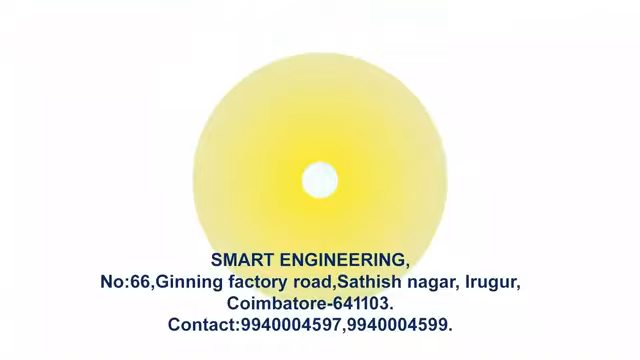 SMART ENGINEERING,
No:66,Ginning factory road,Sathish nagar, Irugur,
Coimbatore-641103.
Contact:9940004597,9940004599.